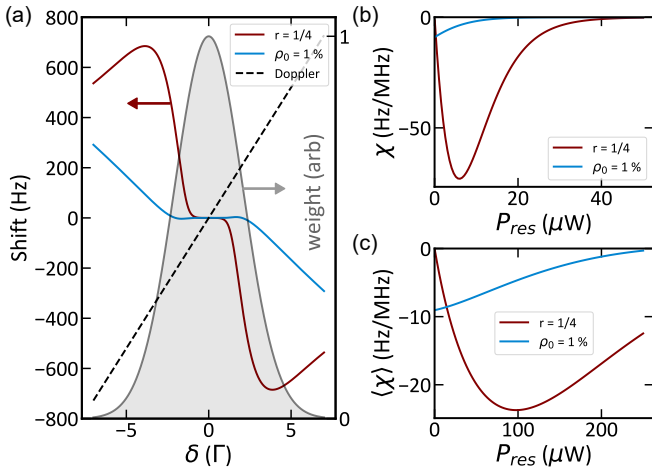 (a)
800
600
400
200
0
−200
−400
−600
−800
Shift (Hz)
−5
0
5
δ (Γ)
r = 1/4
ρ₀ = 1 %
Doppler
1
0
weight (arb)
(b)
0
−50
χ (Hz/MHz)
r = 1/4
ρ₀ = 1 %
0
20
40
P_res (μW)
(c)
0
−10
−20
⟨χ⟩ (Hz/MHz)
r = 1/4
ρ₀ = 1 %
0
100
200
P_res (μW)